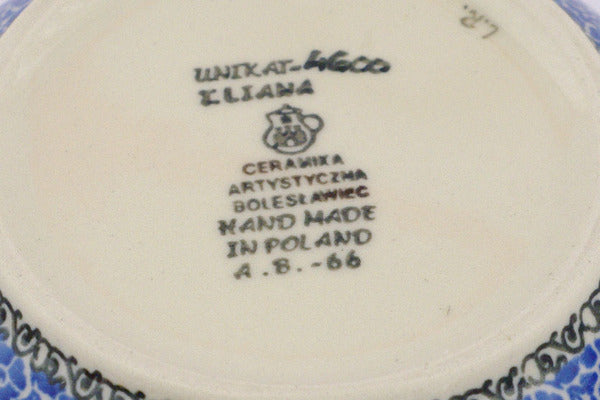 L.R.
UNIKAT-4600
ELIANA
CERAMIKA
ARTYSTYCZNA
BOLESŁAWIEC
HAND MADE
IN POLAND
A.B.-66